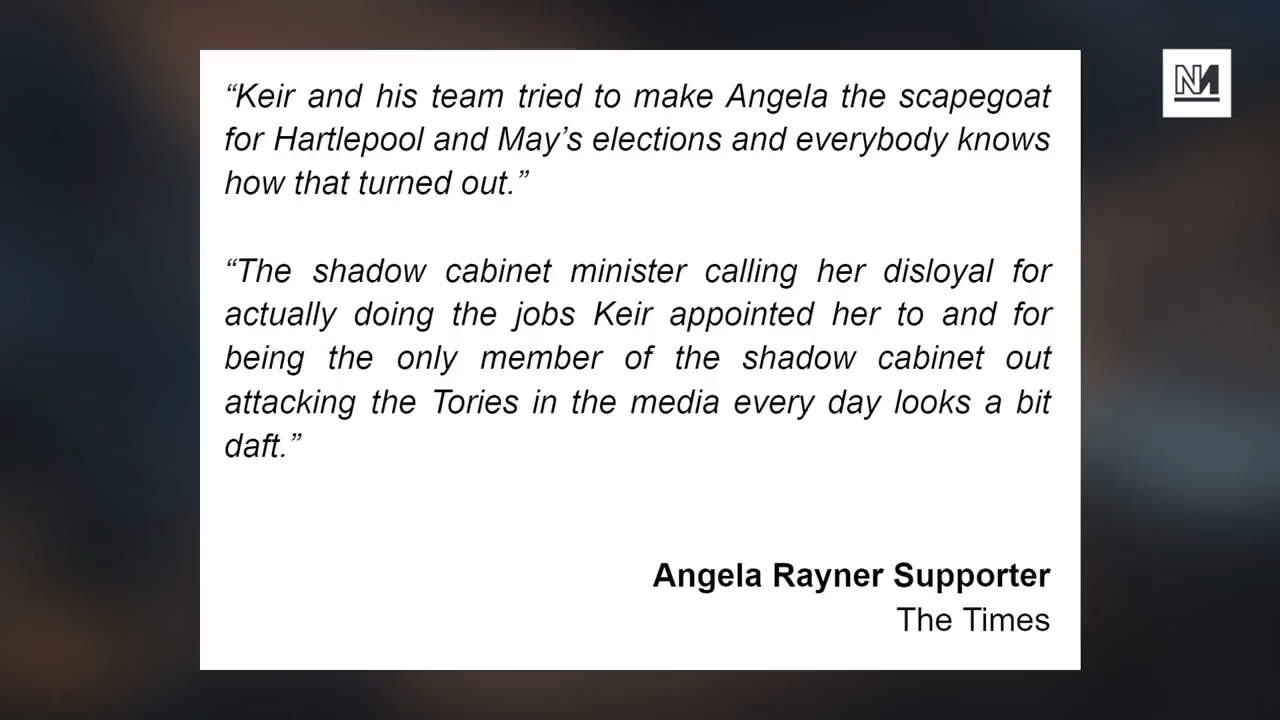 “Keir and his team tried to make Angela the scapegoat
for Hartlepool and May’s elections and everybody knows
how that turned out.”
“The shadow cabinet minister calling her disloyal for
actually doing the jobs Keir appointed her to and for
being the only member of the shadow cabinet out
attacking the Tories in the media every day looks a bit
daft.”
Angela Rayner Supporter
The Times
NM